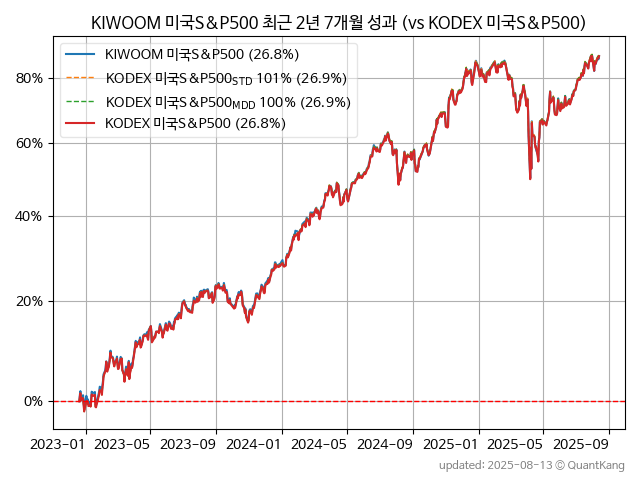 KIWOOM 미국S&P500 최근 2년 7개월 성과 (vs KODEX 미국S&P500)
KIWOOM 미국S&P500 (26.8%)
KODEX 미국S&P500STD 101% (26.9%)
KODEX 미국S&P500MDD 100% (26.9%)
KODEX 미국S&P500 (26.8%)
80%
60%
40%
20%
0%
2023-01 2023-05 2023-09 2024-01 2024-05 2024-09 2025-01 2025-05 2025-09
updated: 2025-08-13 © QuantKang